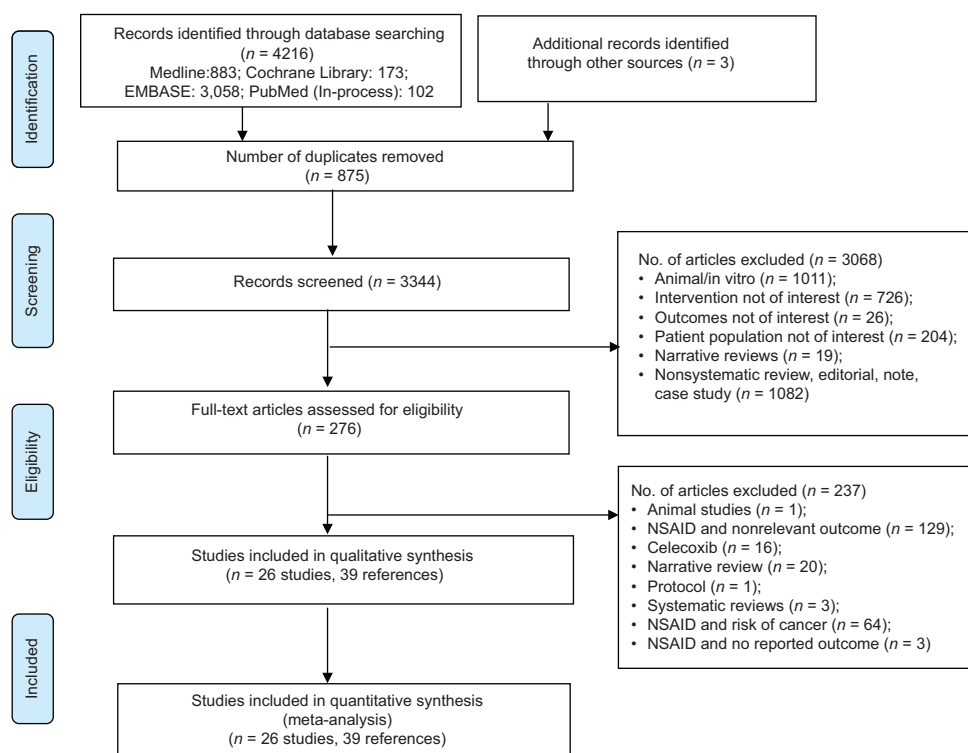 Identification
Records identified through database searching
(n = 4216)
Medline:883; Cochrane Library: 173;
EMBASE: 3,058; PubMed (In-process): 102
Additional records identified
through other sources (n = 3)
Number of duplicates removed
(n = 875)
Screening
Records screened (n = 3344)
No. of articles excluded (n = 3068)
• Animal/in vitro (n = 1011);
• Intervention not of interest (n = 726);
• Outcomes not of interest (n = 26);
• Patient population not of interest (n = 204);
• Narrative reviews (n = 19);
• Nonsystematic review, editorial, note,
case study (n = 1082)
Eligibility
Full-text articles assessed for eligibility
(n = 276)
No. of articles excluded (n = 237)
• Animal studies (n = 1);
• NSAID and nonrelevant outcome (n = 129);
• Celecoxib (n = 16);
• Narrative review (n = 20);
• Protocol (n = 1);
• Systematic reviews (n = 3);
• NSAID and risk of cancer (n = 64);
• NSAID and no reported outcome (n = 3)
Studies included in qualitative synthesis
(n = 26 studies, 39 references)
Included
Studies included in quantitative synthesis
(meta-analysis)
(n = 26 studies, 39 references)